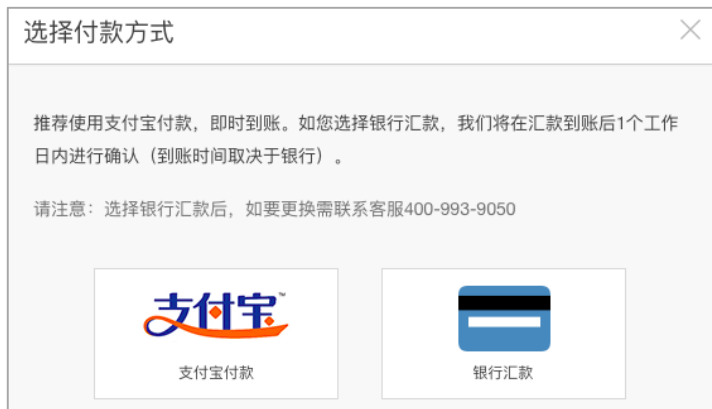 选择付款方式
推荐使用支付宝付款，即时到账。如您选择银行汇款，我们将在汇款到账后1个工作
日内进行确认（到账时间取决于银行）。
请注意：选择银行汇款后，如要更换需联系客服400-993-9050
支付宝™
支付宝付款
银行汇款